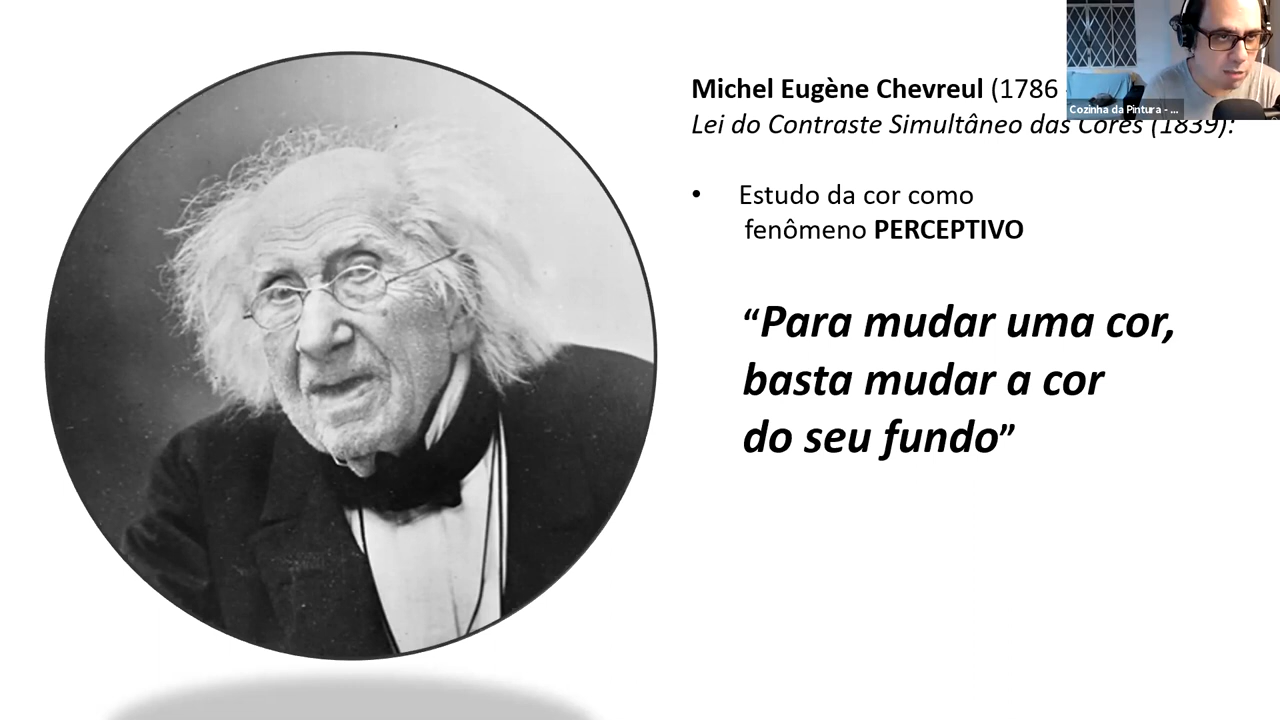 Michel Eugène Chevreul (1786
Lei do Contraste Simultâneo das Cores (1839):
• Estudo da cor como
fenômeno PERCEPTIVO
“Para mudar uma cor,
basta mudar a cor
do seu fundo”
Cozinha da Pintura - ...